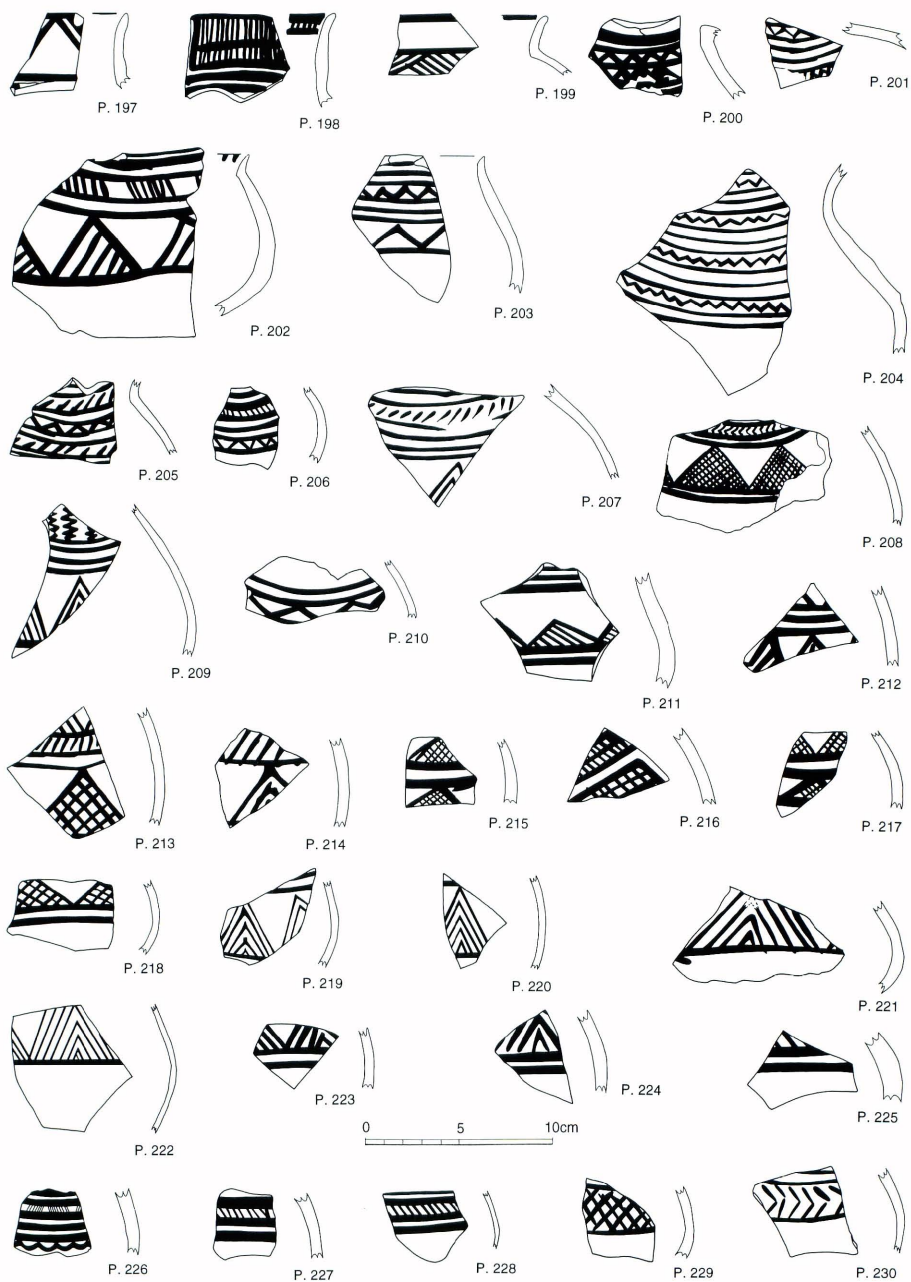 P. 197
P. 198
P. 199
P. 200
P. 201
P. 202
P. 203
P. 204
P. 205
P. 206
P. 207
P. 208
P. 209
P. 210
P. 211
P. 212
P. 213
P. 214
P. 215
P. 216
P. 217
P. 218
P. 219
P. 220
P. 221
P. 222
P. 223
P. 224
P. 225
0 5 10cm
P. 226
P. 227
P. 228
P. 229
P. 230